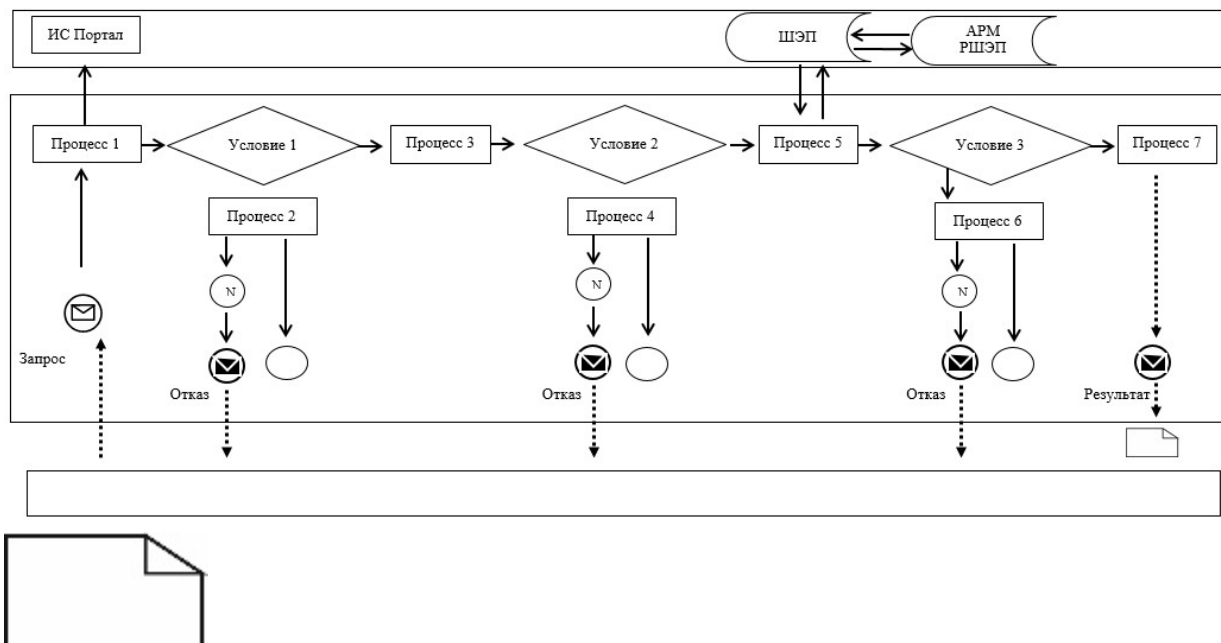 ИС Портал
ШЭП
АРМ
РШЭП
Процесс 1
Условие 1
Процесс 3
Условие 2
Процесс 5
Условие 3
Процесс 7
Процесс 2
Процесс 4
Процесс 6
N
N
N
Запрос
Отказ
Отказ
Отказ
Результат